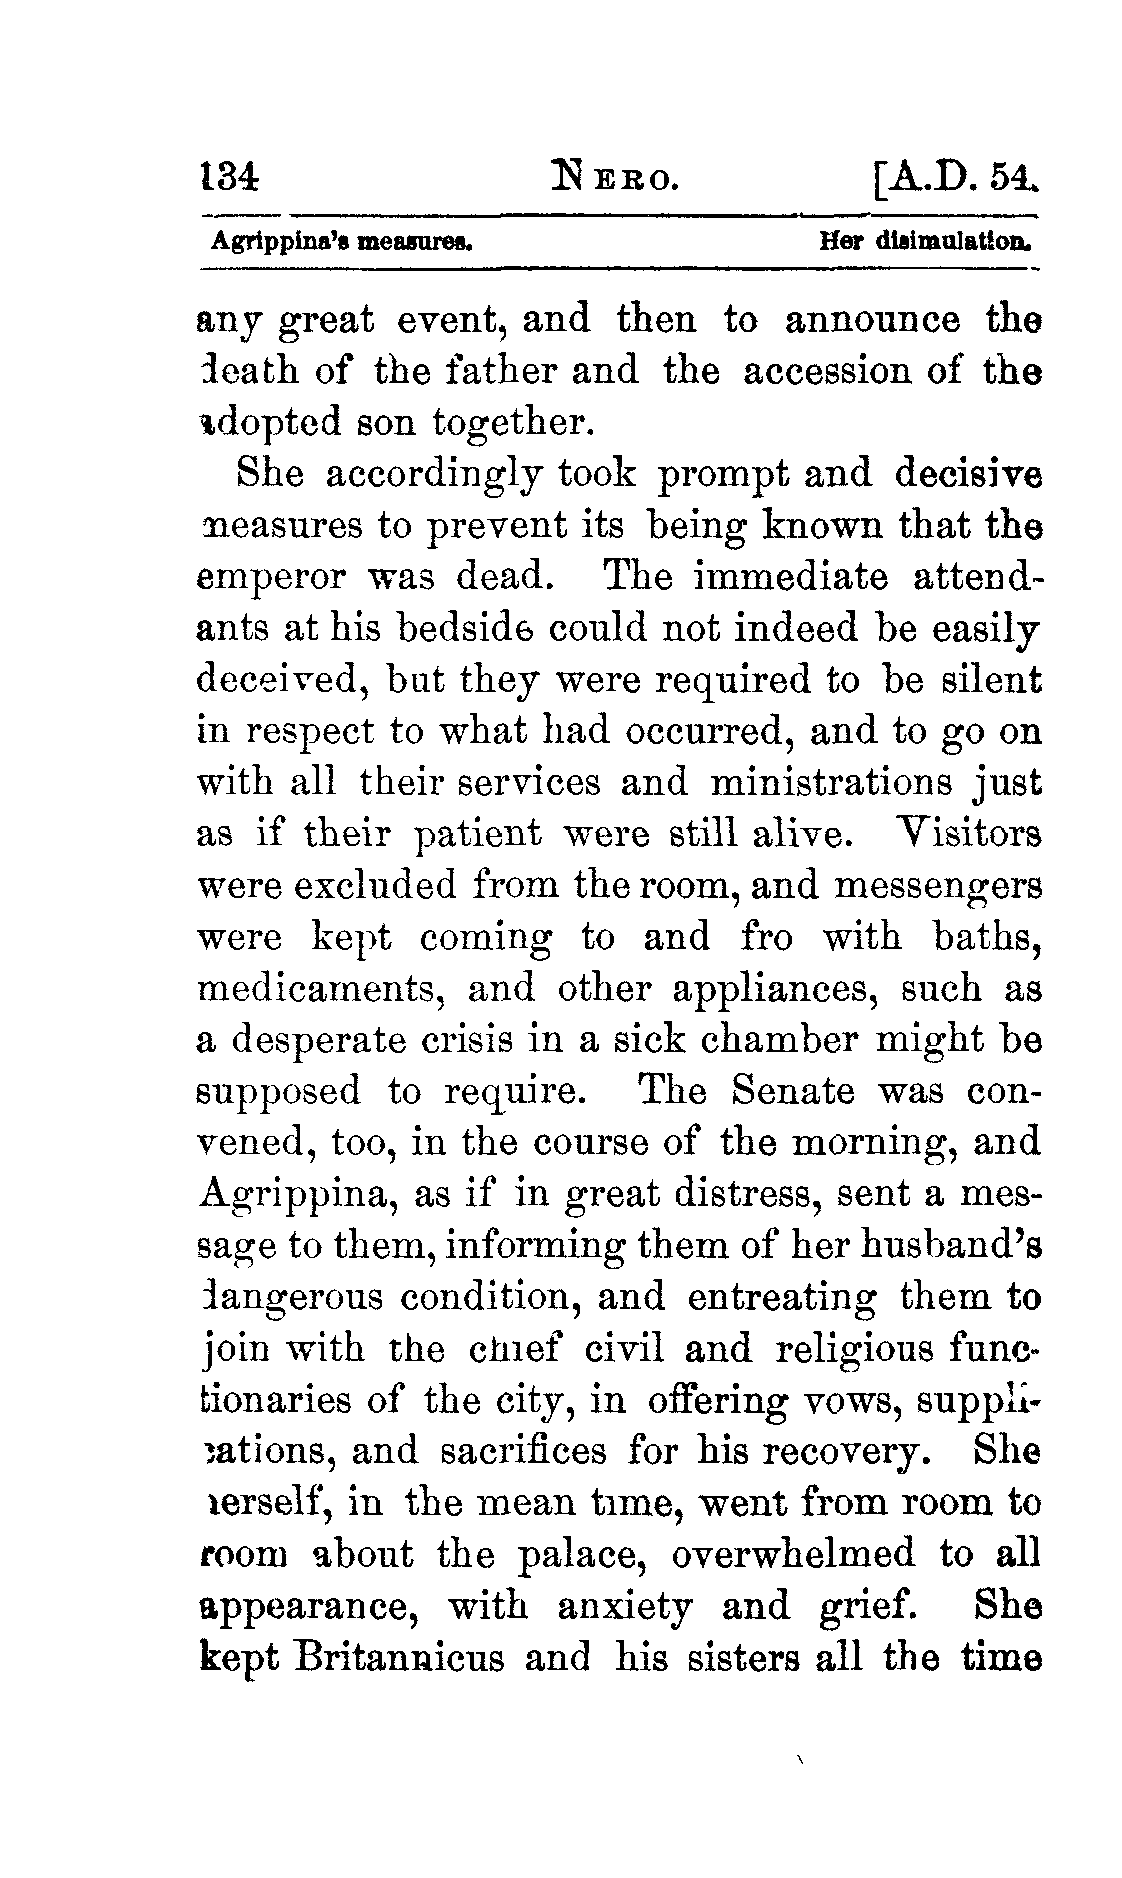 134 NERO. [A.D. 54.
Agrippina's measures. Her disimulation.
any great event, and then to announce the
death of the father and the accession of the
adopted son together.
She accordingly took prompt and decisive
measures to prevent its being known that the
emperor was dead. The immediate attend-
ants at his bedside could not indeed be easily
deceived, but they were required to be silent
in respect to what had occurred, and to go on
with all their services and ministrations just
as if their patient were still alive. Visitors
were excluded from the room, and messengers
were kept coming to and fro with baths,
medicaments, and other appliances, such as
a desperate crisis in a sick chamber might be
supposed to require. The Senate was con-
vened, too, in the course of the morning, and
Agrippina, as if in great distress, sent a mes-
sage to them, informing them of her husband's
dangerous condition, and entreating them to
join with the chief civil and religious func-
tionaries of the city, in offering vows, suppli-
cations, and sacrifices for his recovery. She
herself, in the mean time, went from room to
room about the palace, overwhelmed to all
appearance, with anxiety and grief. She
kept Britannicus and his sisters all the time